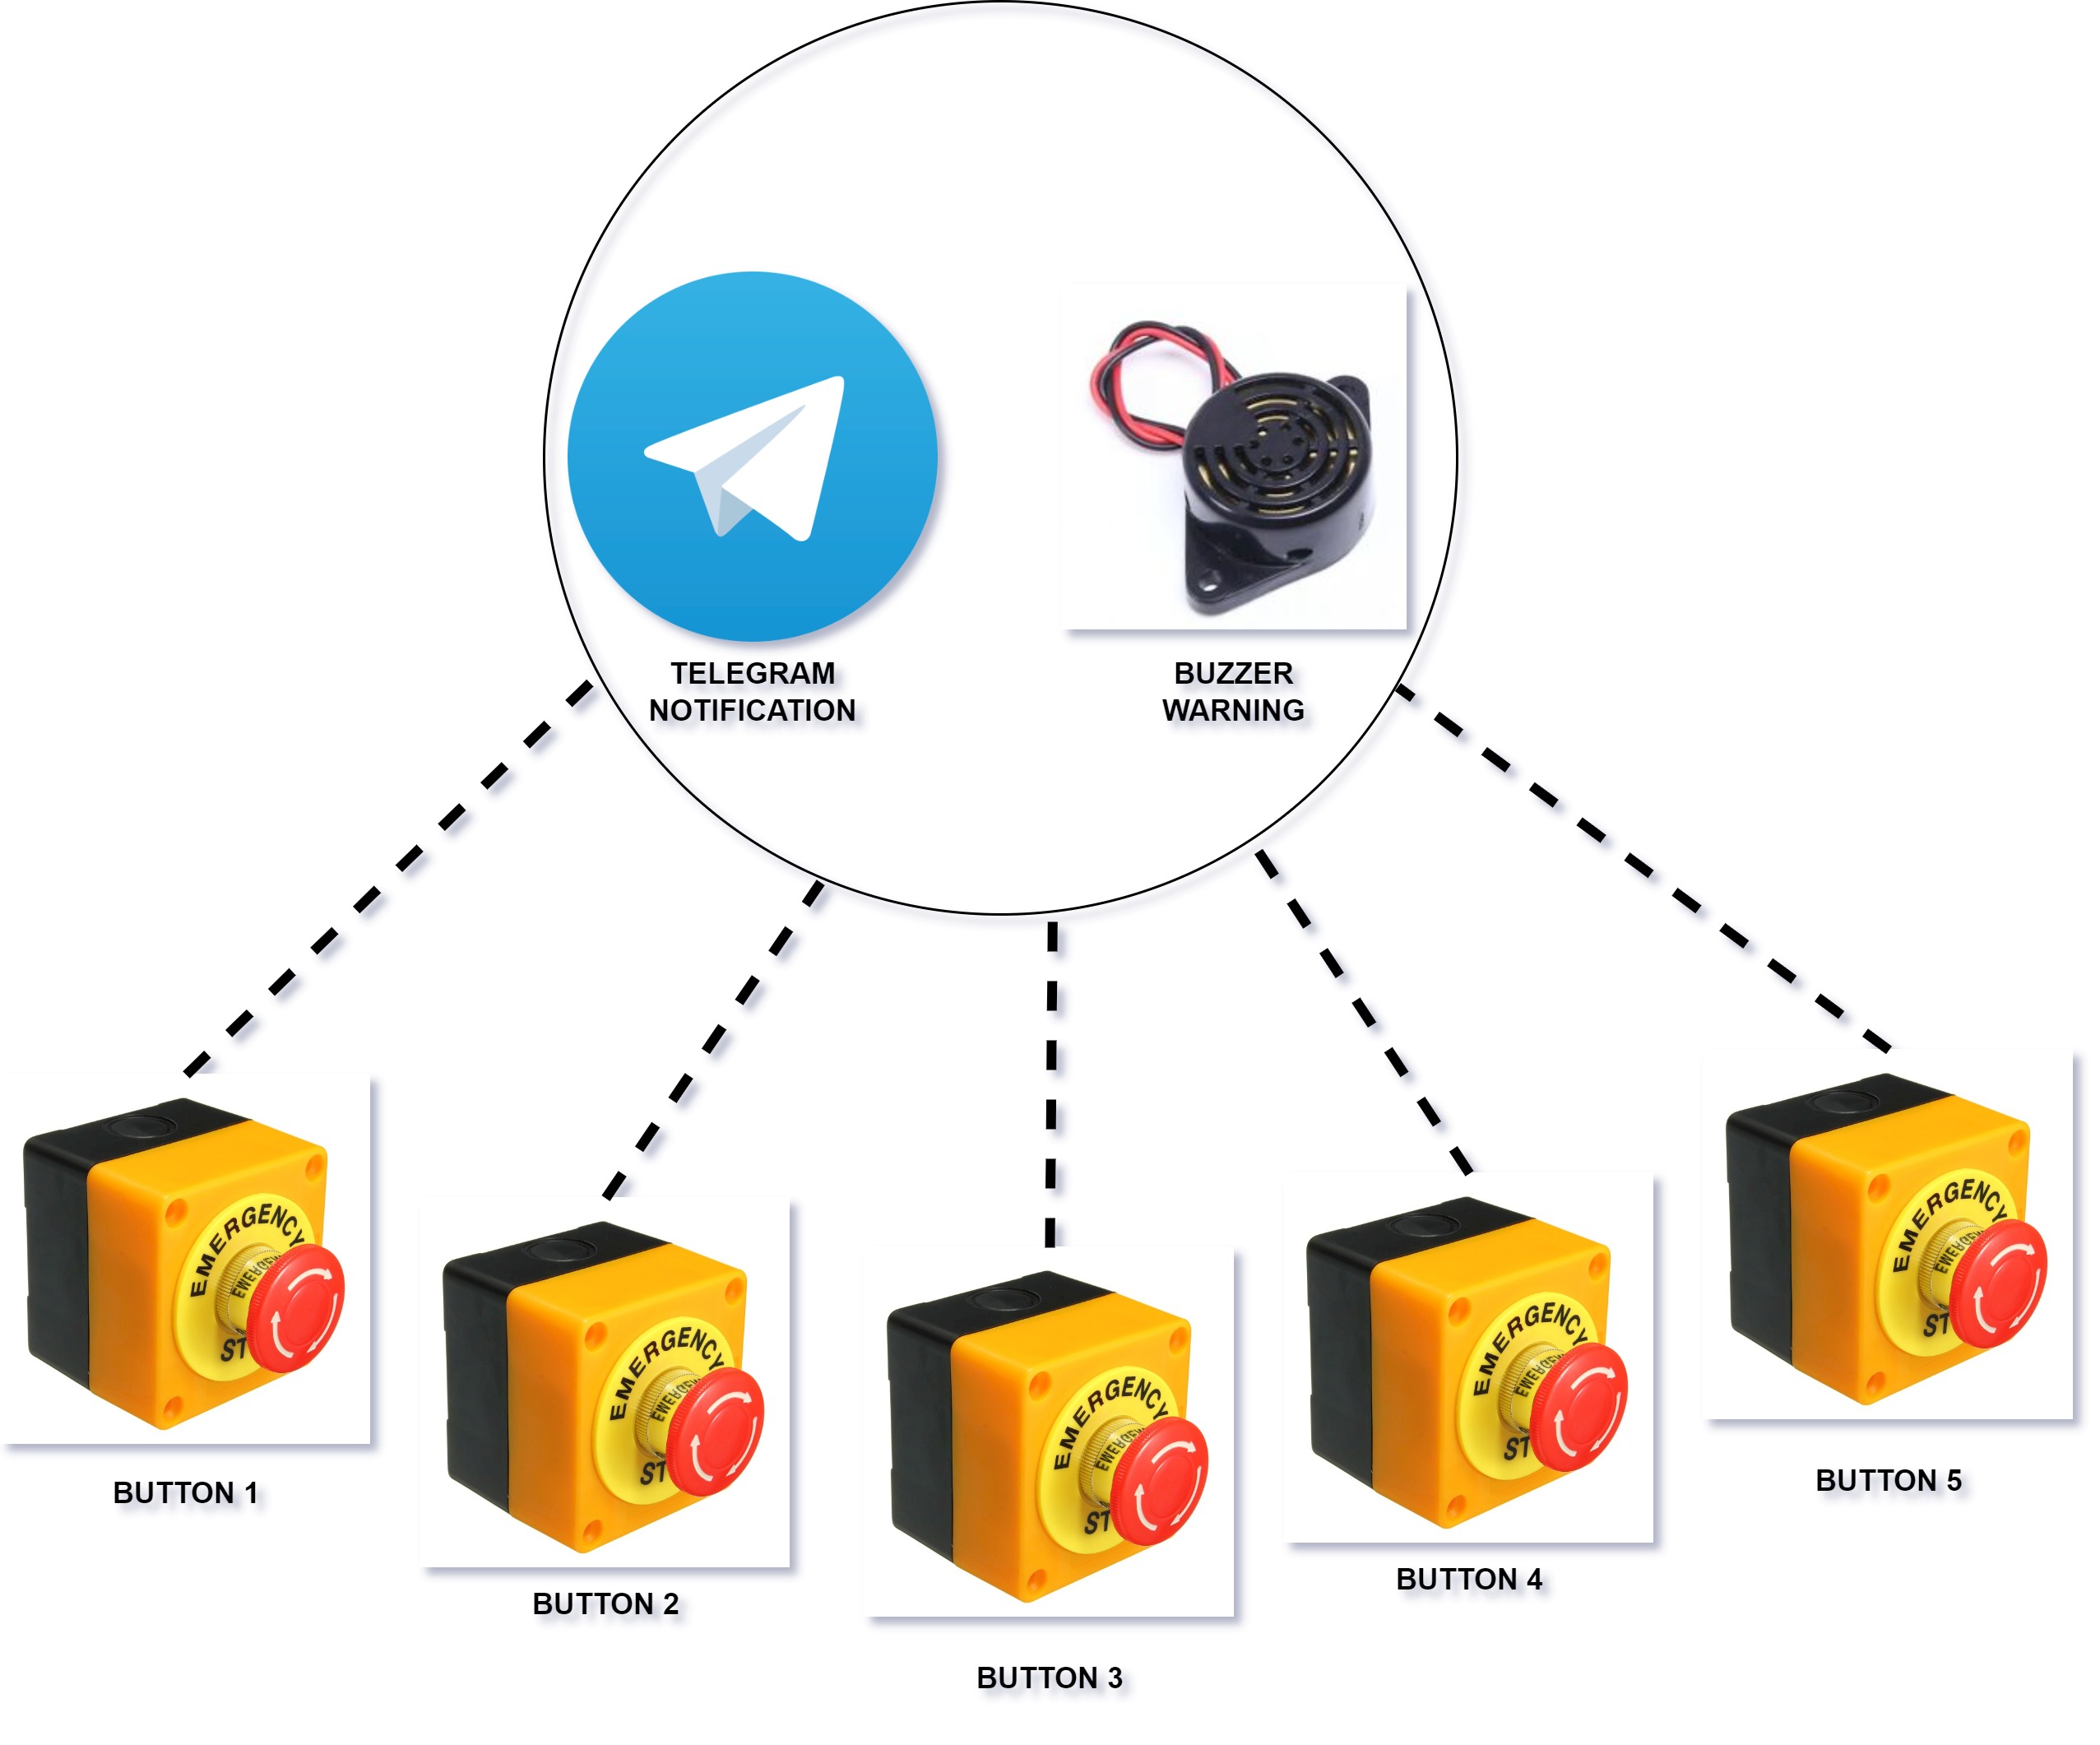 TELEGRAM
NOTIFICATION
BUZZER
WARNING
EMERGENCY
ST
BUTTON 1
EMERGENCY
ST
BUTTON 2
EMERGENCY
ST
BUTTON 3
EMERGENCY
ST
BUTTON 4
EMERGENCY
ST
BUTTON 5